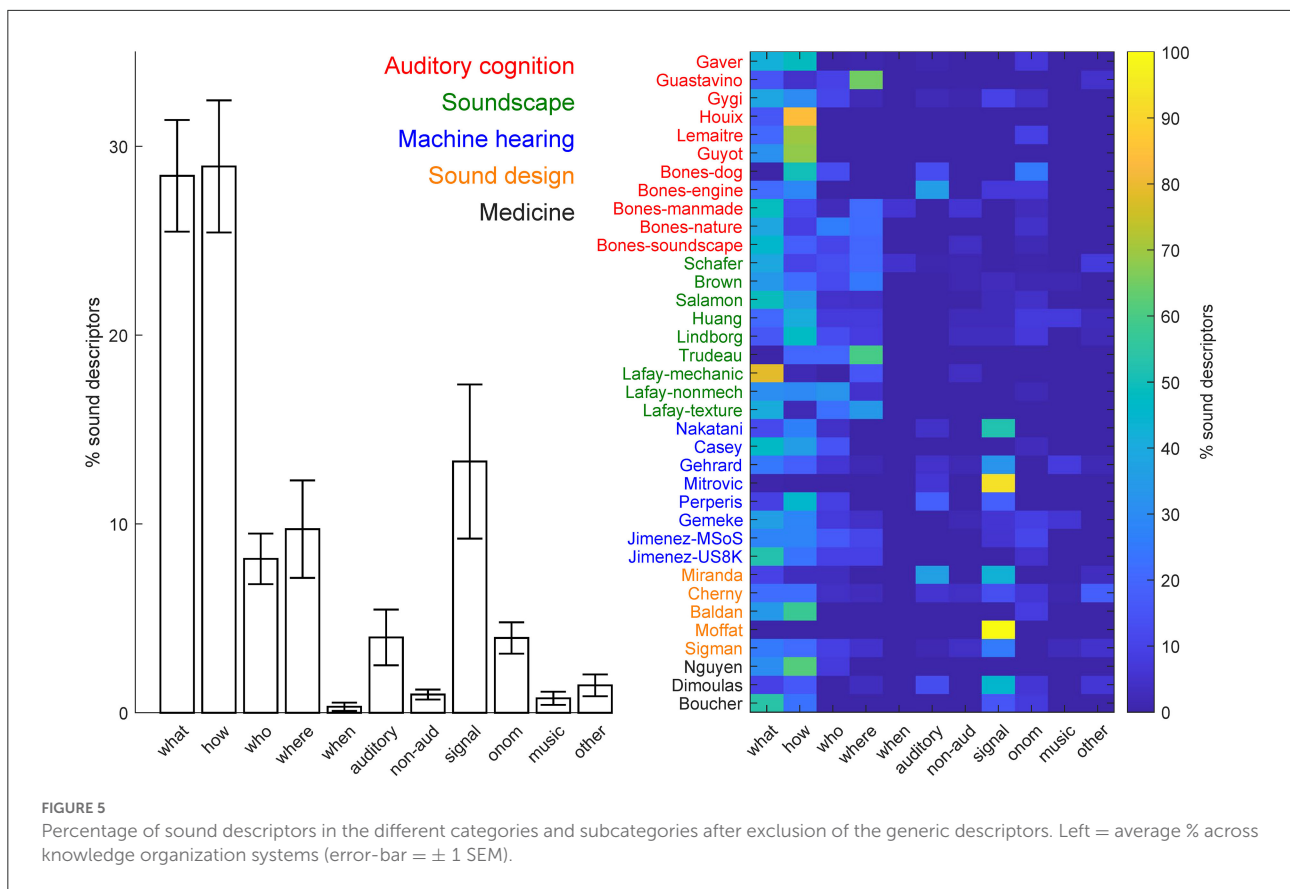 Auditory cognition
Soundscape
Machine hearing
Sound design
Medicine
% sound descriptors
30
20
10
0
what
how
who
where
when
auditory
non-aud
signal
onom
music
other
Gaver
Guastavino
Gygi
Houix
Lemaitre
Guyot
Bones-dog
Bones-engine
Bones-manmade
Bones-nature
Bones-soundscape
Schafer
Brown
Salamon
Huang
Lindborg
Trudeau
Lafay-mechanic
Lafay-nonmech
Lafay-texture
Nakatani
Casey
Gehrard
Mitrovic
Perperis
Gemeke
Jimenez-MSoS
Jimenez-US8K
Miranda
Cherny
Baldan
Moffat
Sigman
Nguyen
Dimoulas
Boucher
what
how
who
where
when
auditory
non-aud
signal
onom
music
other
100
90
80
70
60
50
40
30
20
10
0
% sound descriptors
FIGURE 5
Percentage of sound descriptors in the different categories and subcategories after exclusion of the generic descriptors. Left = average % across
knowledge organization systems (error-bar = ± 1 SEM).